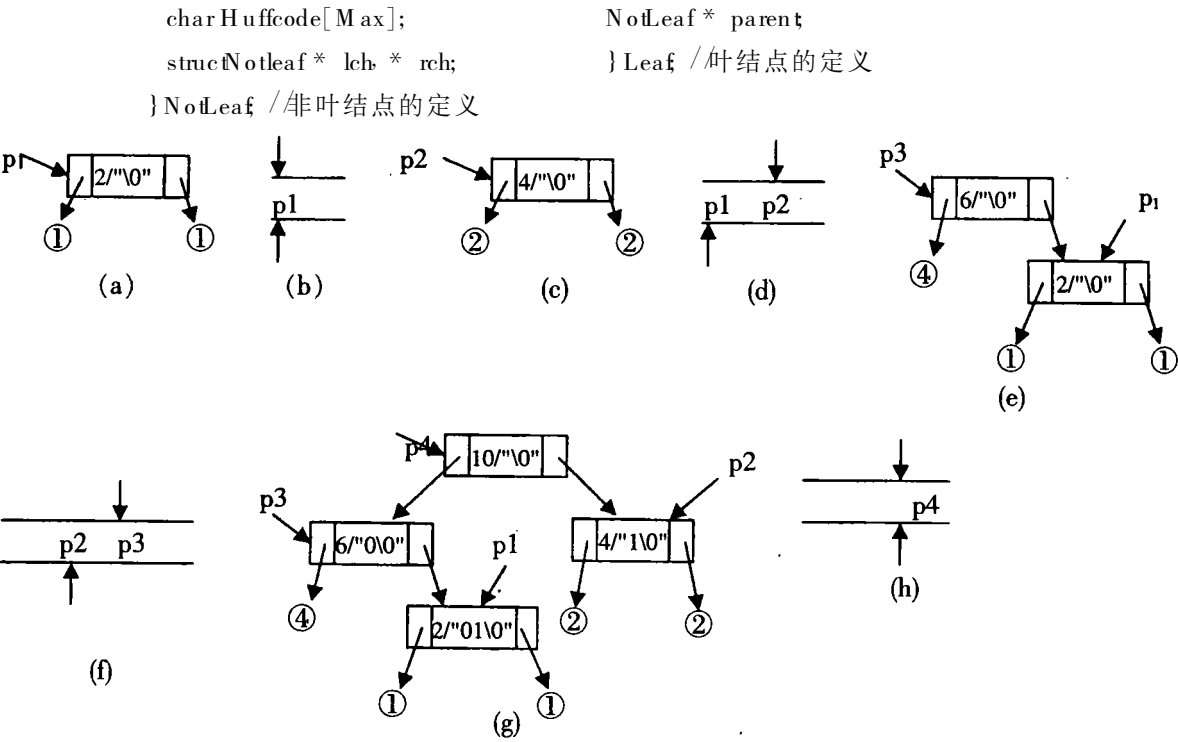 char Huffcode[Max]; NotLeaf * parent;
struct Notleaf * lch, * rch; }Leaf; //叶结点的定义
}NotLeaf; //非叶结点的定义
p 2/"\0" ① ①
(a)
p1
(b)
p2 4/"\0" ② ②
(c)
p1 p2
(d)
p3 6/"\0" p₁
④ 2/"\0"
① ①
(e)
p2 p3
(f)
p4 10/"\0"
p3 6/"0\0" p1 4/"1\0" p2
④ 2/"01\0" ② ②
① ①
(g)
p4
(h)